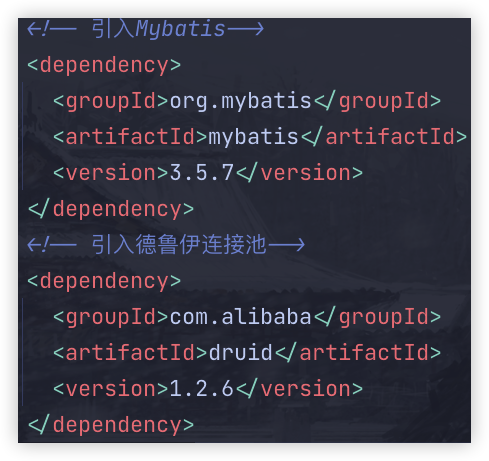 <!-- 引入Mybatis-->
<dependency>
<groupId>org.mybatis</groupId>
<artifactId>mybatis</artifactId>
<version>3.5.7</version>
</dependency>
<!-- 引入德鲁伊连接池-->
<dependency>
<groupId>com.alibaba</groupId>
<artifactId>druid</artifactId>
<version>1.2.6</version>
</dependency>